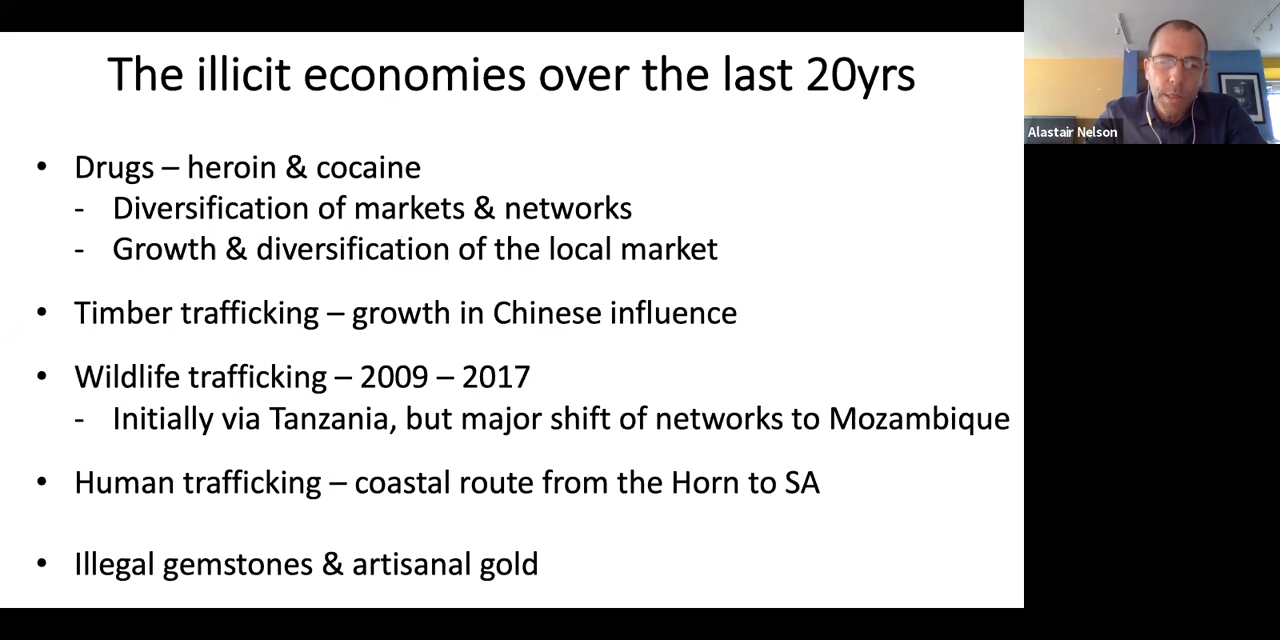 The illicit economies over the last 20yrs
• Drugs – heroin & cocaine
- Diversification of markets & networks
- Growth & diversification of the local market
• Timber trafficking – growth in Chinese influence
• Wildlife trafficking – 2009 – 2017
- Initially via Tanzania, but major shift of networks to Mozambique
• Human trafficking – coastal route from the Horn to SA
• Illegal gemstones & artisanal gold
Alastair Nelson